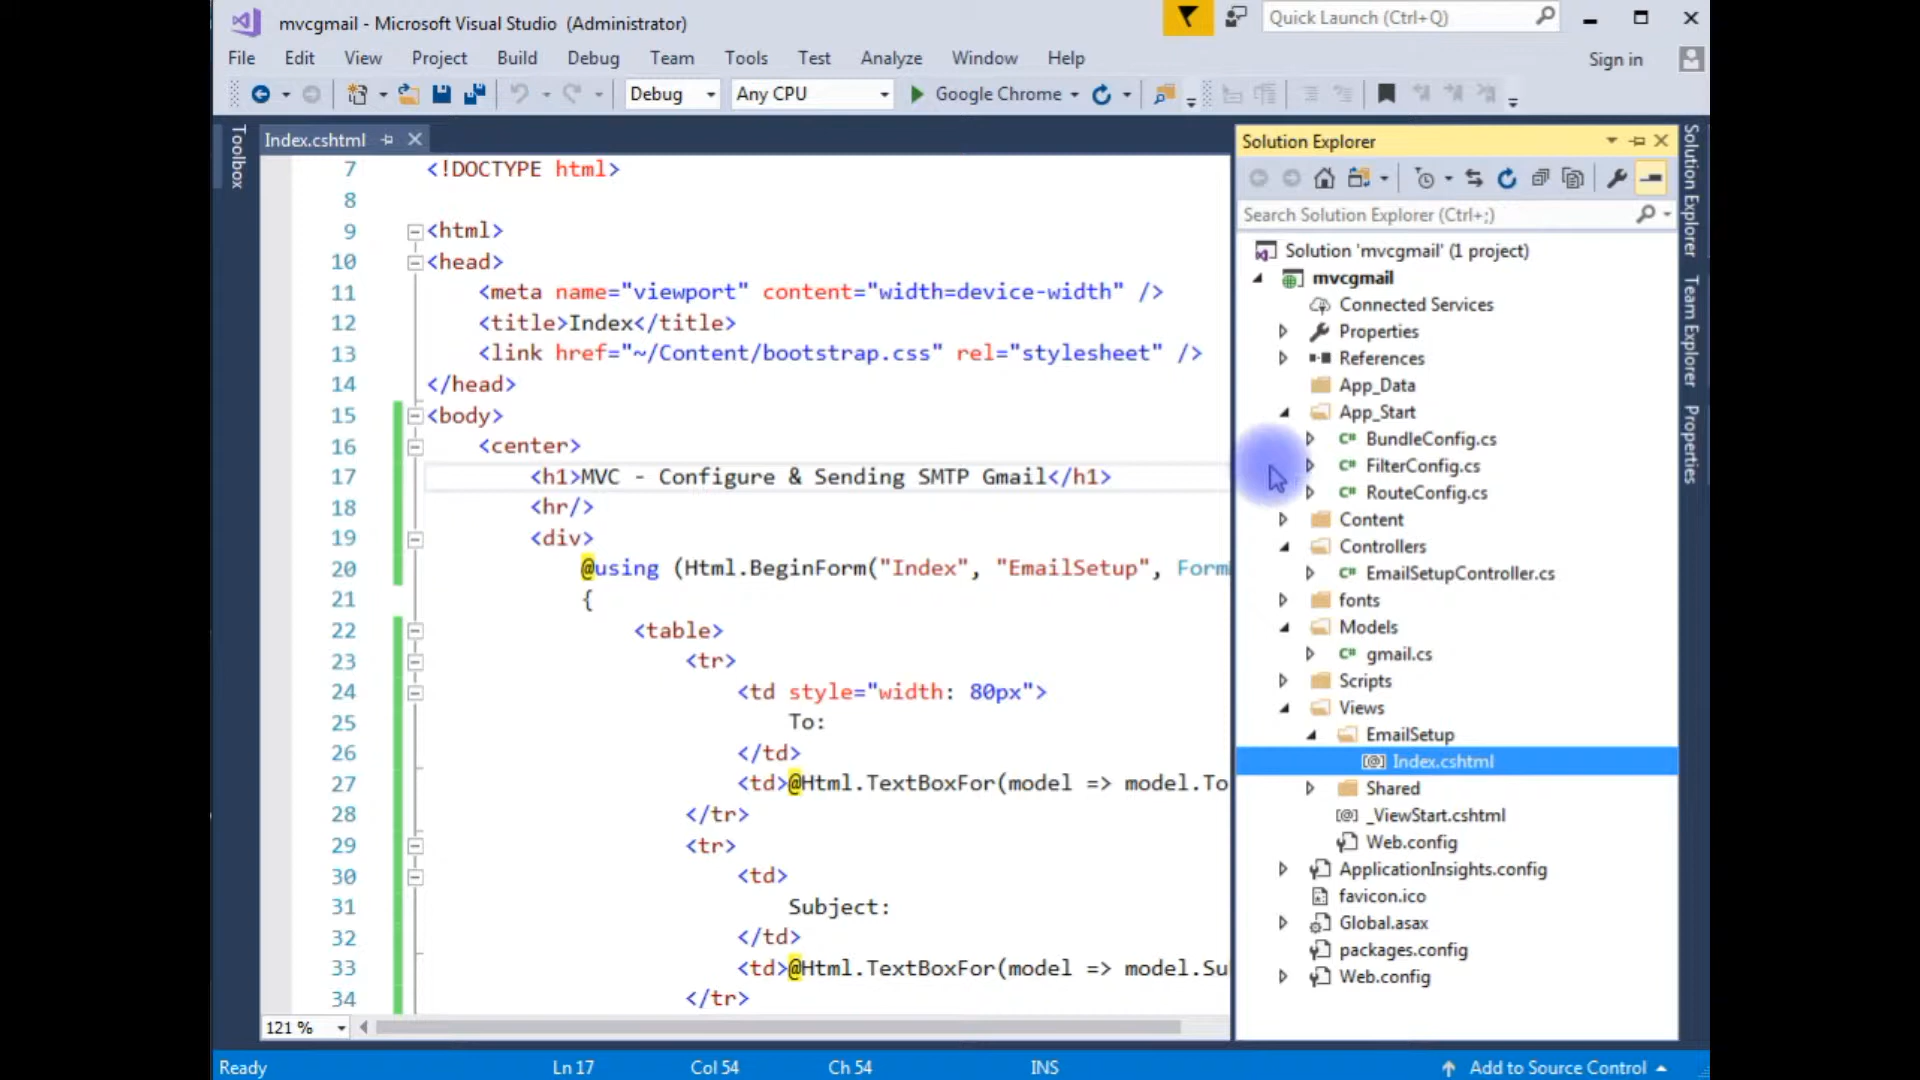 mvcgmail - Microsoft Visual Studio (Administrator)
Quick Launch (Ctrl+Q)
File Edit View Project Build Debug Team Tools Test Analyze Window Help
Sign in
Debug Any CPU Google Chrome
Toolbox
Index.cshtml
7 <!DOCTYPE html>
8
9 <html>
10 <head>
11 <meta name="viewport" content="width=device-width" />
12 <title>Index</title>
13 <link href="~/Content/bootstrap.css" rel="stylesheet" />
14 </head>
15 <body>
16 <center>
17 <h1>MVC - Configure & Sending SMTP Gmail</h1>
18 <hr/>
19 <div>
20 @using (Html.BeginForm("Index", "EmailSetup", Form
21 {
22 <table>
23 <tr>
24 <td style="width: 80px">
25 To:
26 </td>
27 <td>@Html.TextBoxFor(model => model.To
28 </tr>
29 <tr>
30 <td>
31 Subject:
32 </td>
33 <td>@Html.TextBoxFor(model => model.Su
34 </tr>
121 %
Solution Explorer
Search Solution Explorer (Ctrl+;)
Solution 'mvcgmail' (1 project)
mvcgmail
Connected Services
Properties
References
App_Data
App_Start
C# BundleConfig.cs
C# FilterConfig.cs
C# RouteConfig.cs
Content
Controllers
C# EmailSetupController.cs
fonts
Models
C# gmail.cs
Scripts
Views
EmailSetup
[@] Index.cshtml
Shared
[@] _ViewStart.cshtml
Web.config
ApplicationInsights.config
favicon.ico
Global.asax
packages.config
Web.config
Solution Explorer
Team Explorer
Properties
Ready Ln 17 Col 54 Ch 54 INS Add to Source Control